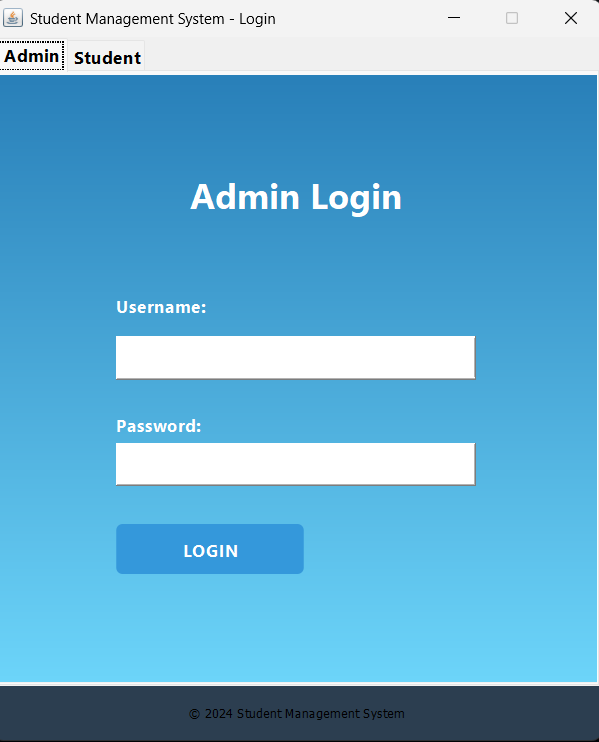 Student Management System - Login
Admin Student
Admin Login
Username:
Password:
LOGIN
© 2024 Student Management System